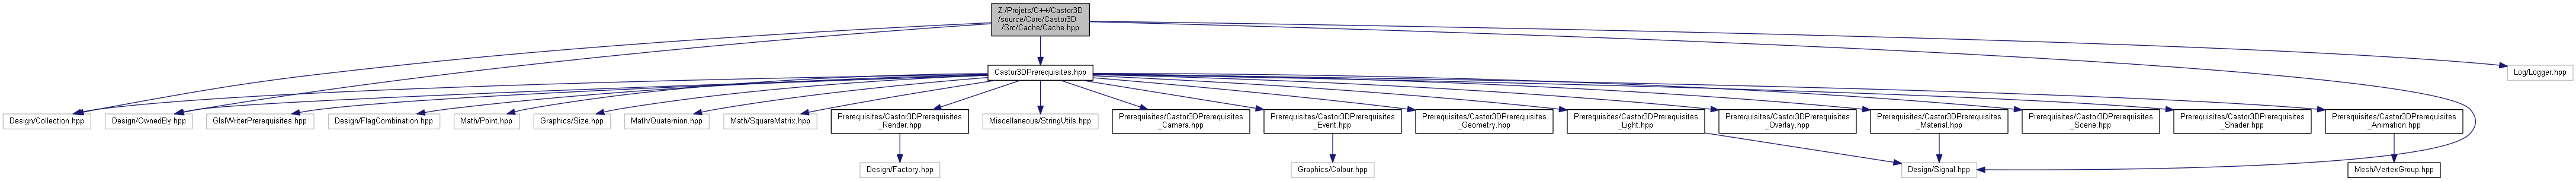 Z:/Projets/C++/Castor3D
/source/Core/Castor3D
/Src/Cache/Cache.hpp
Castor3DPrerequisites.hpp
Log/Logger.hpp
Design/Collection.hpp
Design/OwnedBy.hpp
GlslWriterPrerequisites.hpp
Design/FlagCombination.hpp
Math/Point.hpp
Graphics/Size.hpp
Math/Quaternion.hpp
Math/SquareMatrix.hpp
Prerequisites/Castor3DPrerequisites
_Render.hpp
Miscellaneous/StringUtils.hpp
Prerequisites/Castor3DPrerequisites
_Camera.hpp
Prerequisites/Castor3DPrerequisites
_Event.hpp
Prerequisites/Castor3DPrerequisites
_Geometry.hpp
Prerequisites/Castor3DPrerequisites
_Light.hpp
Prerequisites/Castor3DPrerequisites
_Overlay.hpp
Prerequisites/Castor3DPrerequisites
_Material.hpp
Prerequisites/Castor3DPrerequisites
_Scene.hpp
Prerequisites/Castor3DPrerequisites
_Shader.hpp
Prerequisites/Castor3DPrerequisites
_Animation.hpp
Design/Factory.hpp
Graphics/Colour.hpp
Design/Signal.hpp
Mesh/VertexGroup.hpp